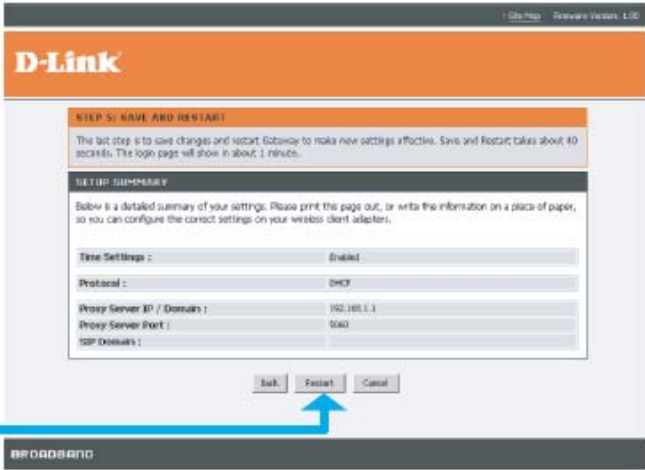 Site Map Firmware Version: 1.00
D-Link
STEP 5: SAVE AND RESTART
The last step is to save changes and restart Gateway to make new settings effective. Save and Restart takes about 40
seconds. The login page will show in about 1 minute.
SETUP SUMMARY
Below is a detailed summary of your settings. Please print this page out, or write the information on a piece of paper,
so you can configure the correct settings on your wireless client adapters.
Time Settings : Enabled
Protocol : DHCP
Proxy Server IP / Domain : 192.168.1.1
Proxy Server Port : 5060
SIP Domain :
Back Restart Cancel
BROADBAND